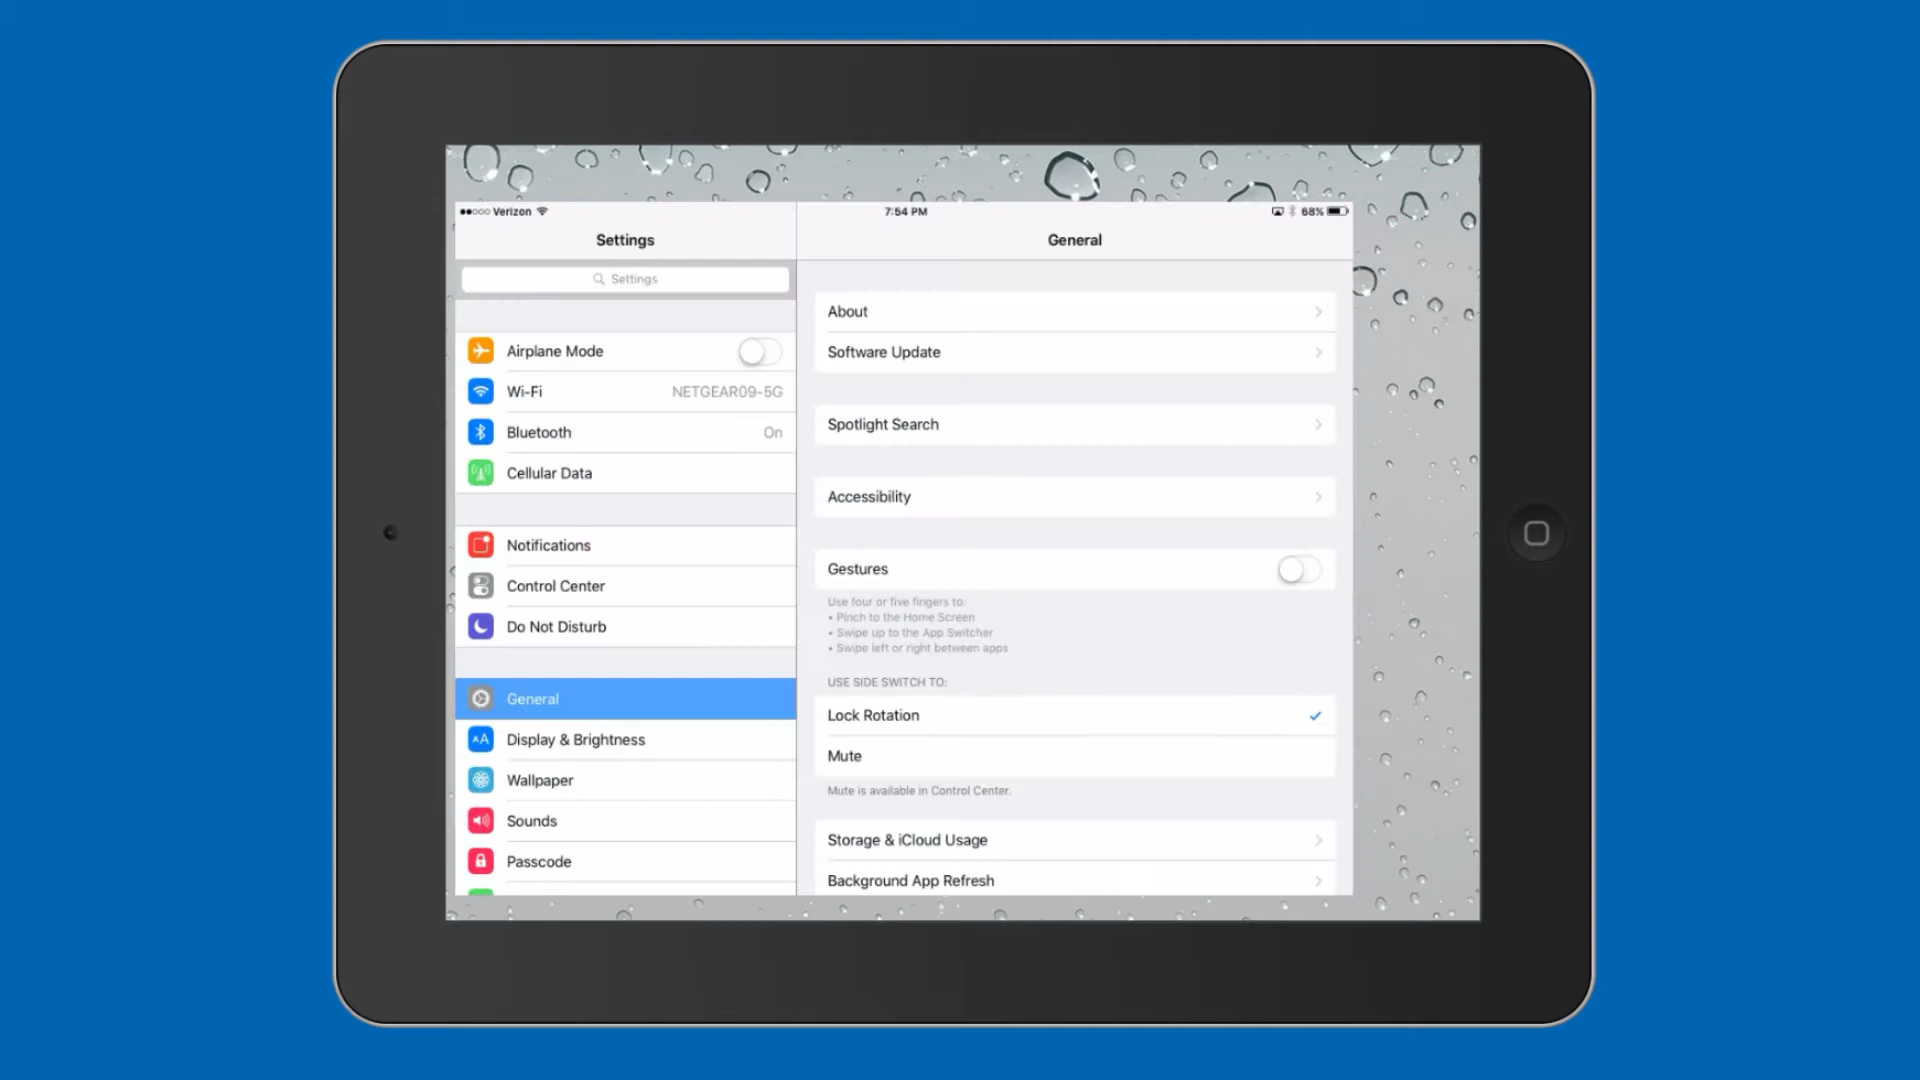 Verizon
7:54 PM
68%
Settings
General
Settings
Airplane Mode
Wi-Fi
NETGEAR09-5G
Bluetooth
On
Cellular Data
Notifications
Control Center
Do Not Disturb
General
AA
Display & Brightness
Wallpaper
Sounds
Passcode
About
Software Update
Spotlight Search
Accessibility
Gestures
Use four or five fingers to:
• Pinch to the Home Screen
• Swipe up to the App Switcher
• Swipe left or right between apps
USE SIDE SWITCH TO:
Lock Rotation
Mute
Mute is available in Control Center.
Storage & iCloud Usage
Background App Refresh